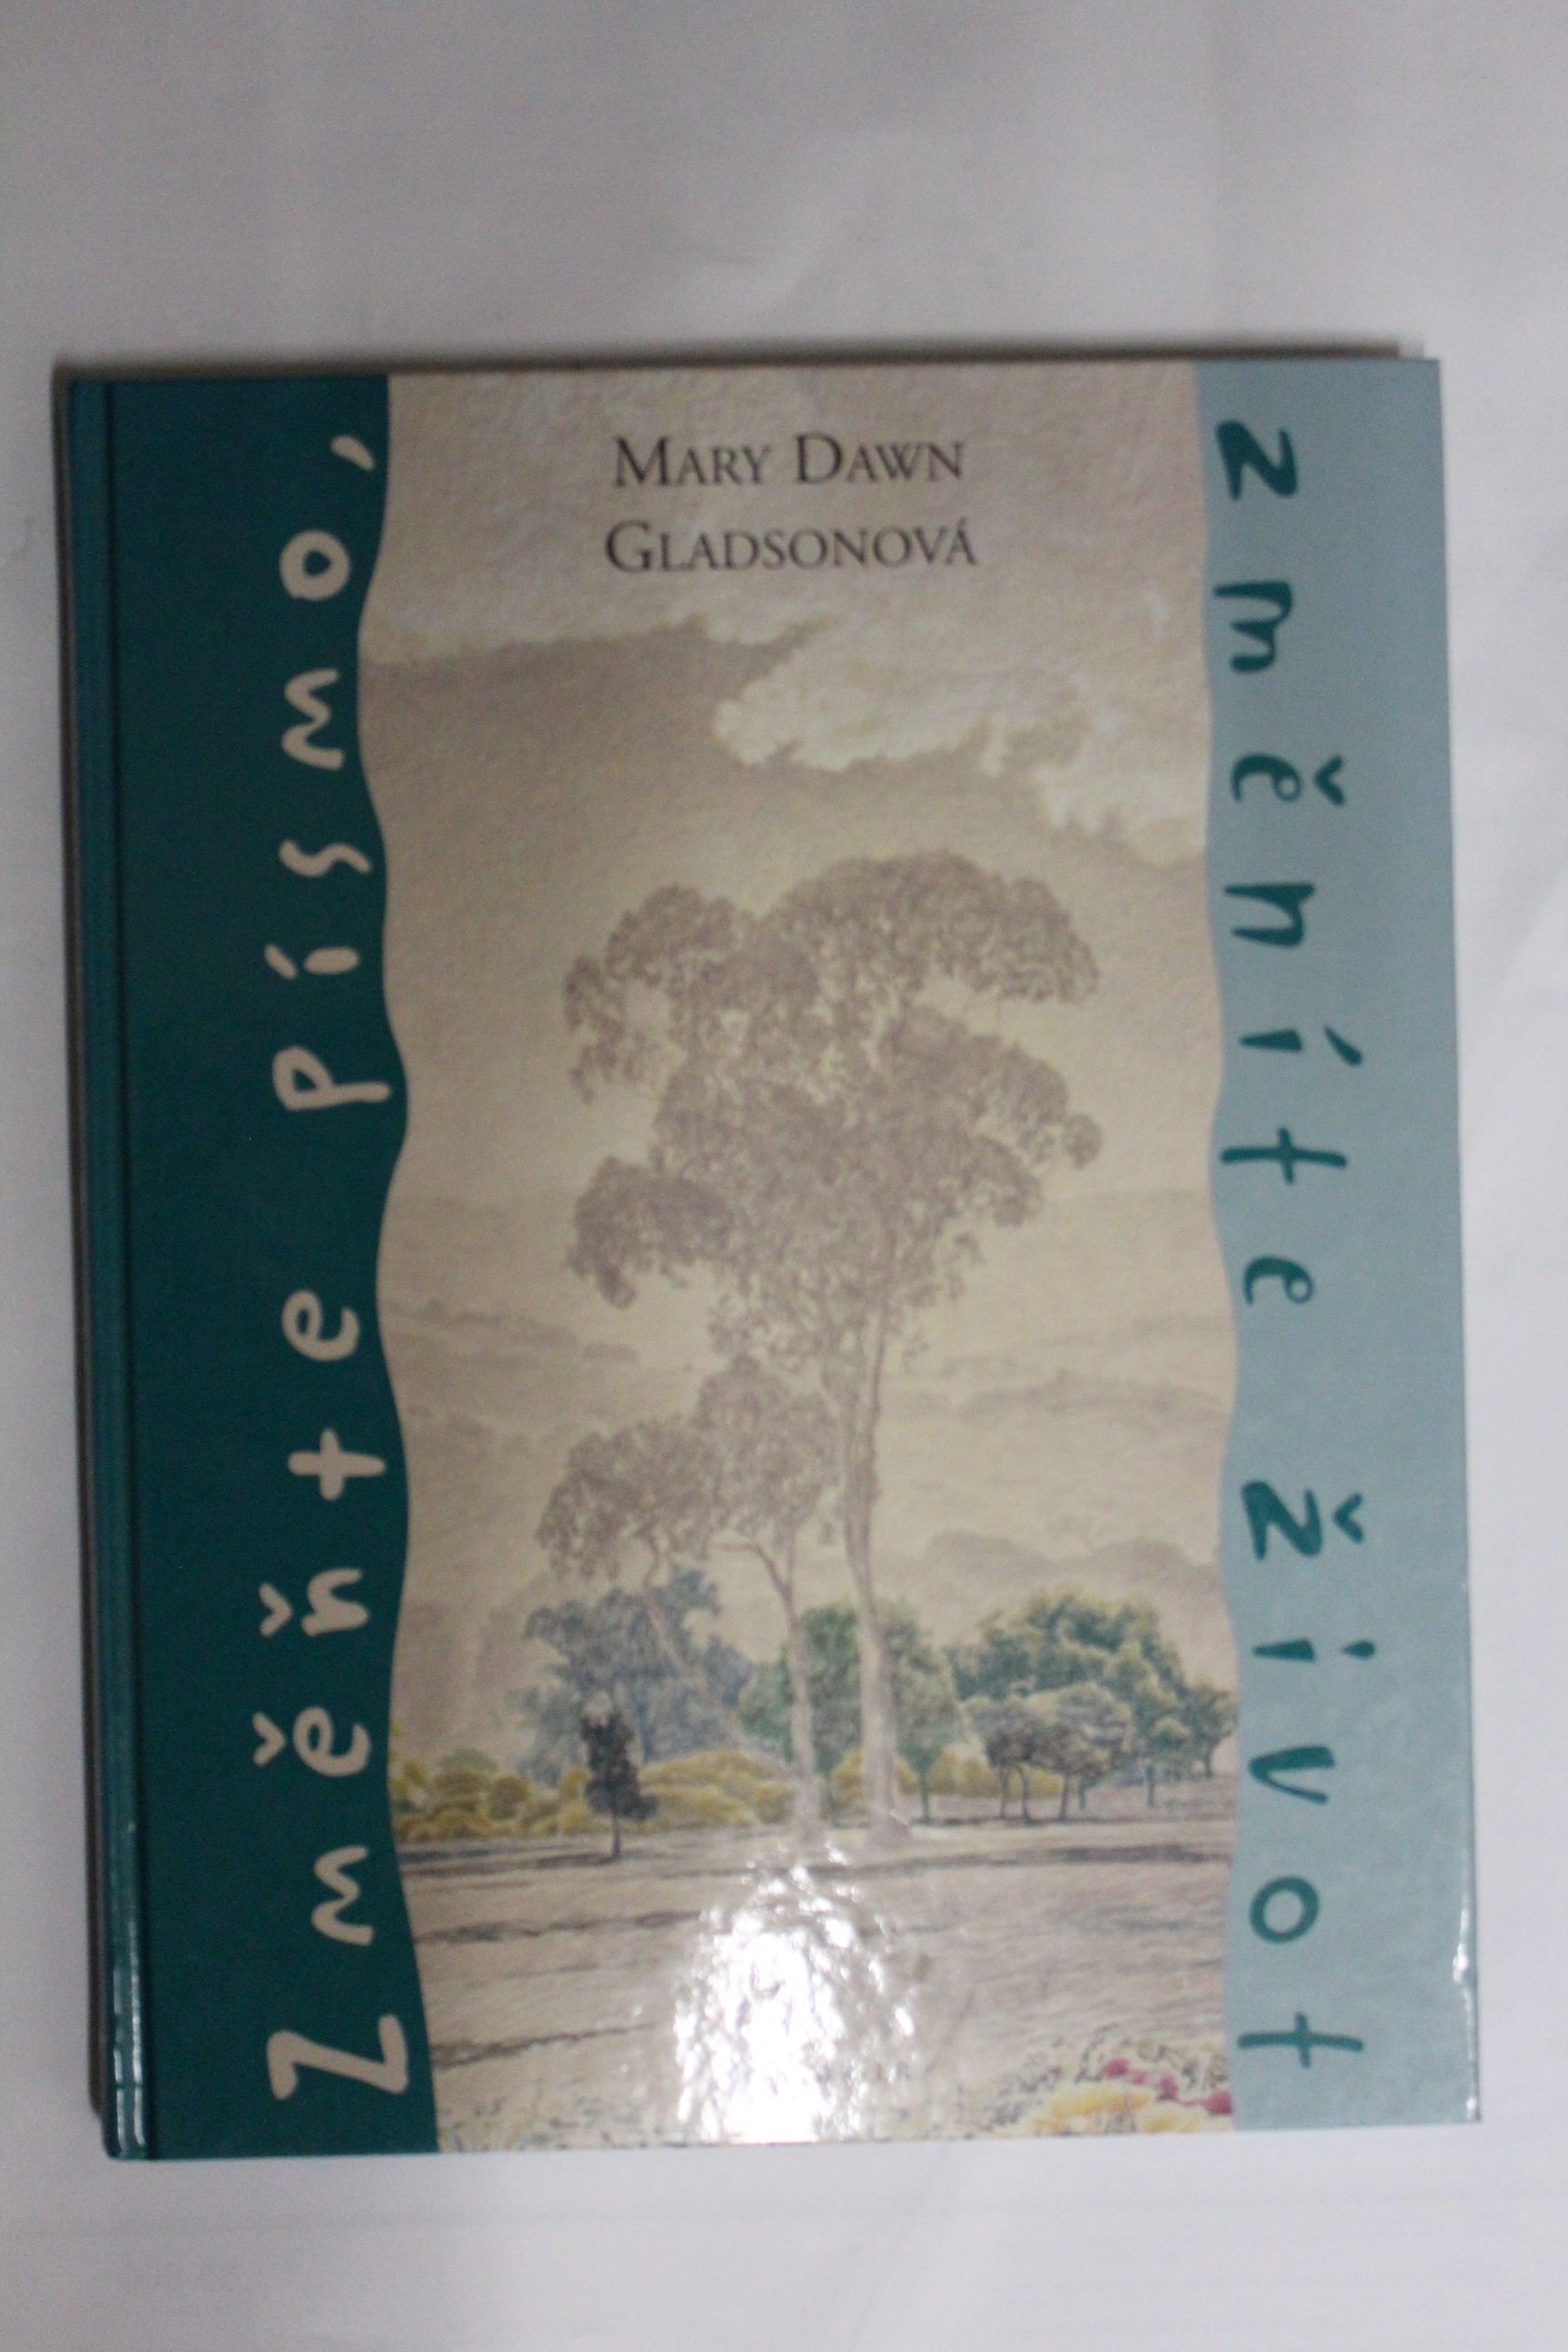 MARY DAWN
GLADSONOVÁ
Změňte písmo,
změníte život